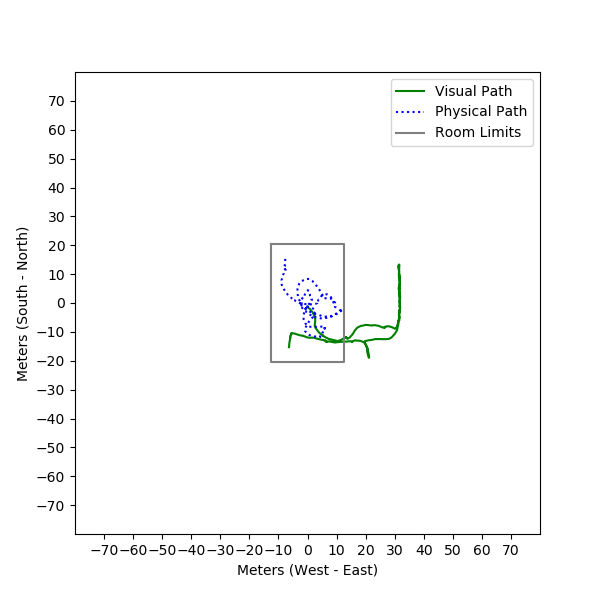 Visual Path
Physical Path
Room Limits
70
60
50
40
30
20
10
0
−10
−20
−30
−40
−50
−60
−70
Meters (South - North)
−70 −60 −50 −40 −30 −20 −10 0 10 20 30 40 50 60 70
Meters (West - East)